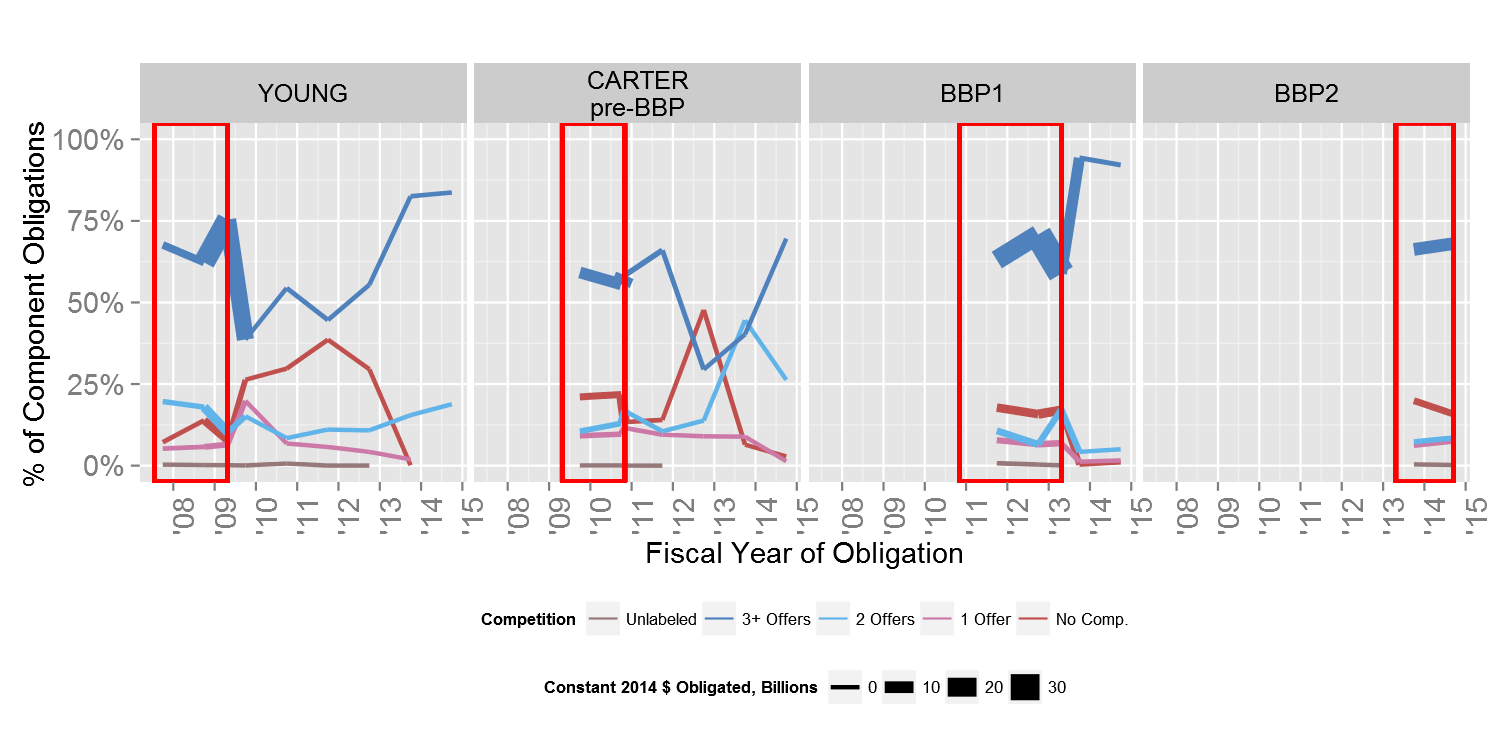 YOUNG
CARTER
pre-BBP
BBP1
BBP2
% of Component Obligations
100%
75%
50%
25%
0%
'08 '09 '10 '11 '12 '13 '14 '15
'08 '09 '10 '11 '12 '13 '14 '15
'08 '09 '10 '11 '12 '13 '14 '15
'08 '09 '10 '11 '12 '13 '14 '15
Fiscal Year of Obligation
Competition Unlabeled 3+ Offers 2 Offers 1 Offer No Comp.
Constant 2014 $ Obligated, Billions 0 10 20 30